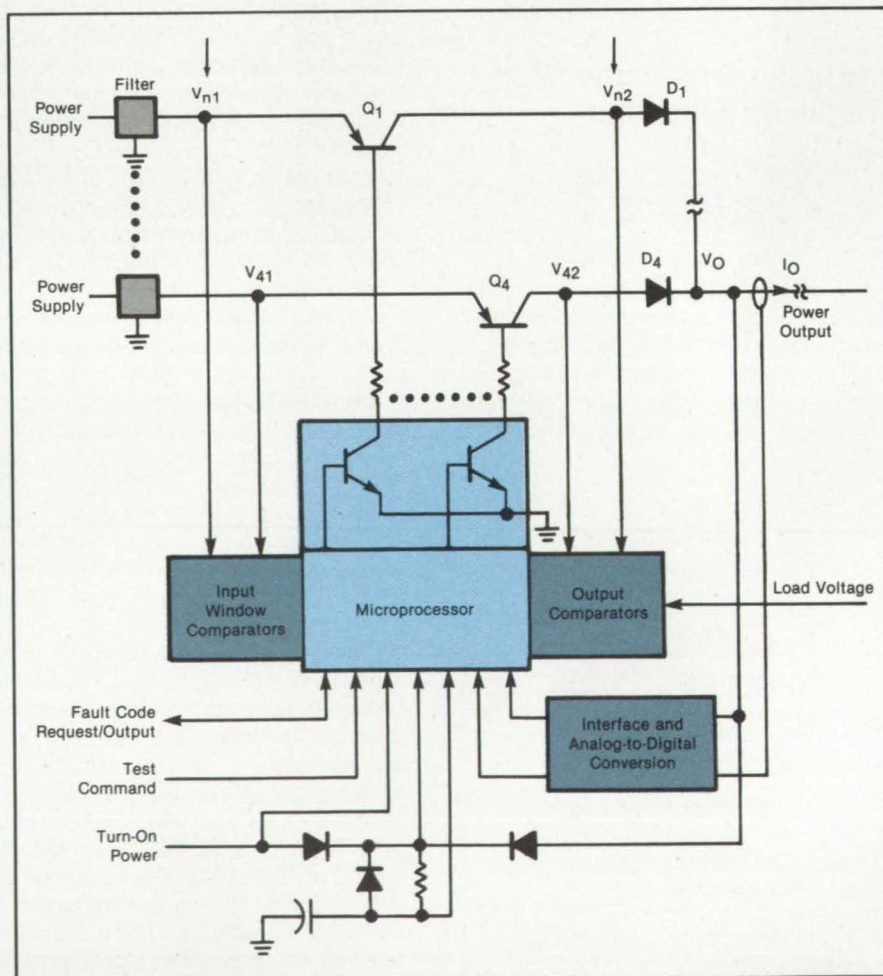 Filter
Power
Supply
Vn1
Q1
Vn2
D1
Power
Supply
V41
Q4
V42
D4
VO
IO
Power
Output
Input
Window
Comparators
Microprocessor
Output
Comparators
Load Voltage
Fault Code
Request/Output
Test
Command
Turn-On
Power
Interface and
Analog-to-Digital
Conversion